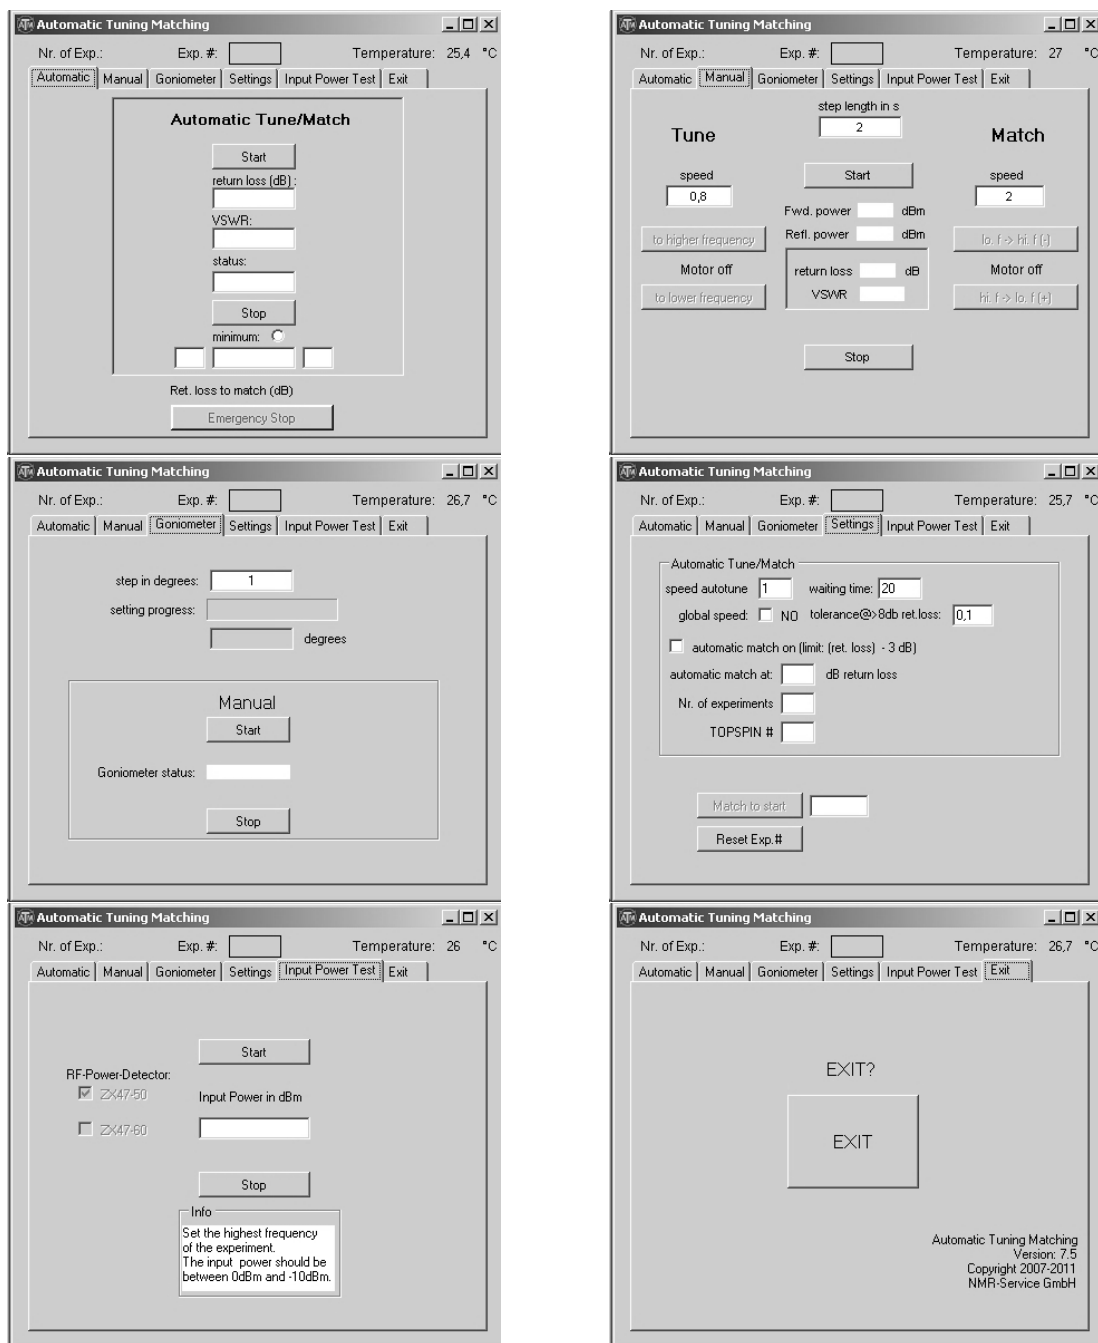 Automatic Tuning Matching
Nr. of Exp.: Exp. #: Temperature: 25,4 °C
Automatic Manual Goniometer Settings Input Power Test Exit
Automatic Tune/Match
Start
return loss (dB) :
VSWR:
status:
Stop
minimum:
Ret. loss to match (dB)
Emergency Stop
Automatic Tuning Matching
Nr. of Exp.: Exp. #: Temperature: 27 °C
Automatic Manual Goniometer Settings Input Power Test Exit
step length in s
2
Tune Match
speed Start speed
0,8 2
Fwd. power dBm
Refl. power dBm
to higher frequency lo. f -> hi. f (-)
Motor off return loss dB Motor off
to lower frequency VSWR hi. f -> lo. f (+)
Stop
Automatic Tuning Matching
Nr. of Exp.: Exp. #: Temperature: 26,7 °C
Automatic Manual Goniometer Settings Input Power Test Exit
step in degrees: 1
setting progress:
degrees
Manual
Start
Goniometer status:
Stop
Automatic Tuning Matching
Nr. of Exp.: Exp. #: Temperature: 25,7 °C
Automatic Manual Goniometer Settings Input Power Test Exit
Automatic Tune/Match
speed autotune 1 waiting time: 20
global speed: NO tolerance@>8db ret.loss: 0,1
automatic match on (limit: (ret. loss) - 3 dB)
automatic match at: dB return loss
Nr. of experiments
TOPSPIN #
Match to start
Reset Exp.#
Automatic Tuning Matching
Nr. of Exp.: Exp. #: Temperature: 26 °C
Automatic Manual Goniometer Settings Input Power Test Exit
Start
RF-Power-Detector:
ZX47-50 Input Power in dBm
ZX47-60
Stop
Info
Set the highest frequency
of the experiment.
The input power should be
between 0dBm and -10dBm.
Automatic Tuning Matching
Nr. of Exp.: Exp. #: Temperature: 26,7 °C
Automatic Manual Goniometer Settings Input Power Test Exit
EXIT?
EXIT
Automatic Tuning Matching
Version: 7.5
Copyright 2007-2011
NMR-Service GmbH